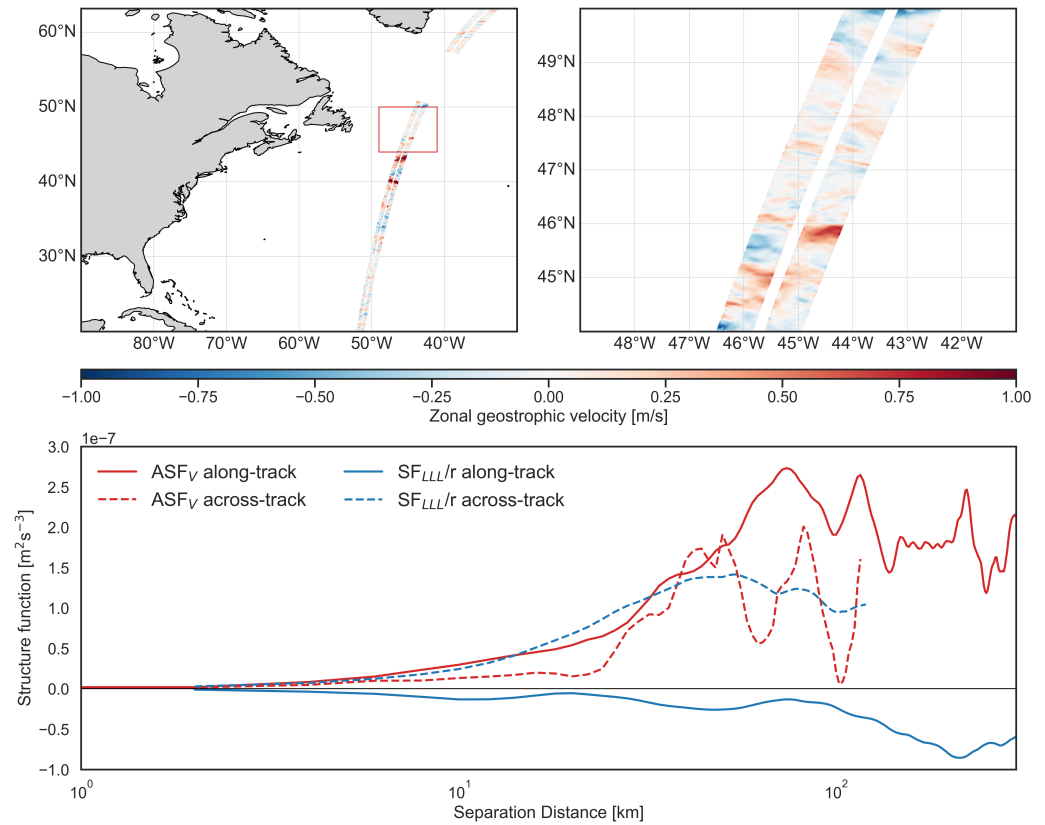 60°N
50°N
40°N
30°N
80°W 70°W 60°W 50°W 40°W
49°N
48°N
47°N
46°N
45°N
48°W 47°W 46°W 45°W 44°W 43°W 42°W
−1.00 −0.75 −0.50 −0.25 0.00 0.25 0.50 0.75 1.00
Zonal geostrophic velocity [m/s]
1e−7
3.0
2.5
2.0
1.5
1.0
0.5
0.0
−0.5
−1.0
Structure function [m²s⁻³]
ASF_V along-track
ASF_V across-track
SF_LLL/r along-track
SF_LLL/r across-track
10⁰ 10¹ 10²
Separation Distance [km]